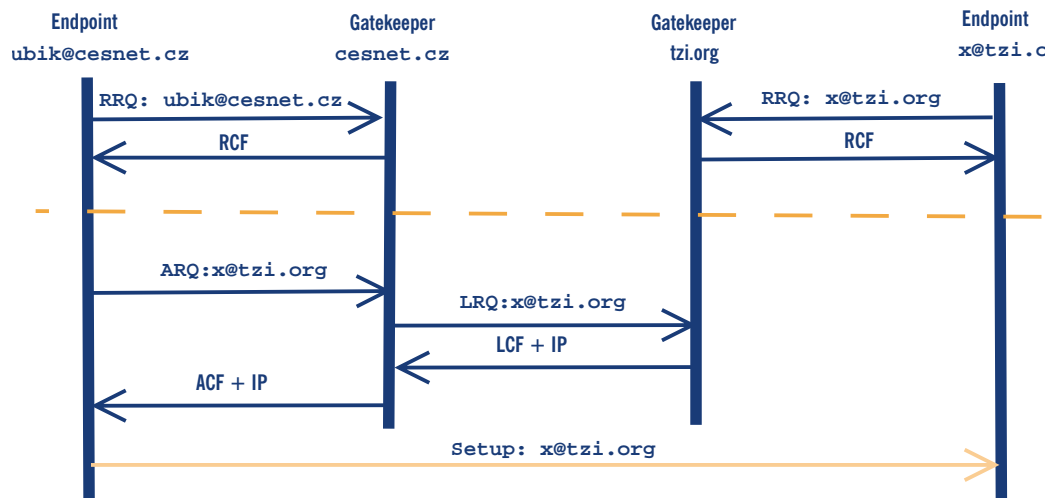 Endpoint
ubik@cesnet.cz
Gatekeeper
cesnet.cz
Gatekeeper
tzi.org
Endpoint
x@tzi.o
RRQ: ubik@cesnet.cz
RRQ: x@tzi.org
RCF
RCF
ARQ:x@tzi.org
LRQ:x@tzi.org
LCF + IP
ACF + IP
Setup: x@tzi.org